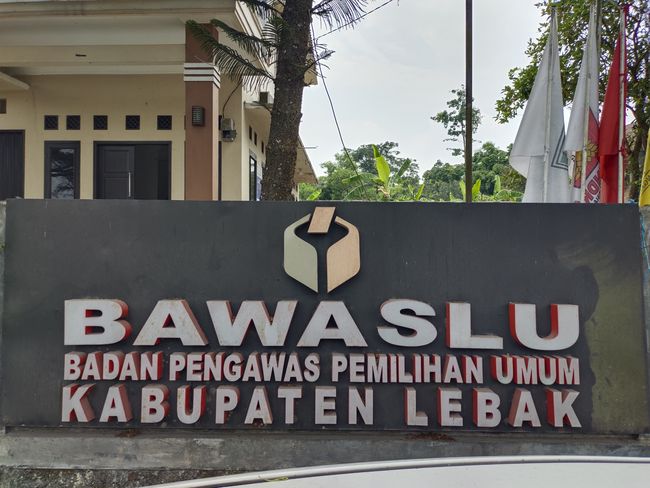 BAWASLU
BADAN PENGAWAS PEMILIHAN UMUM
KABUPATEN LEBAK